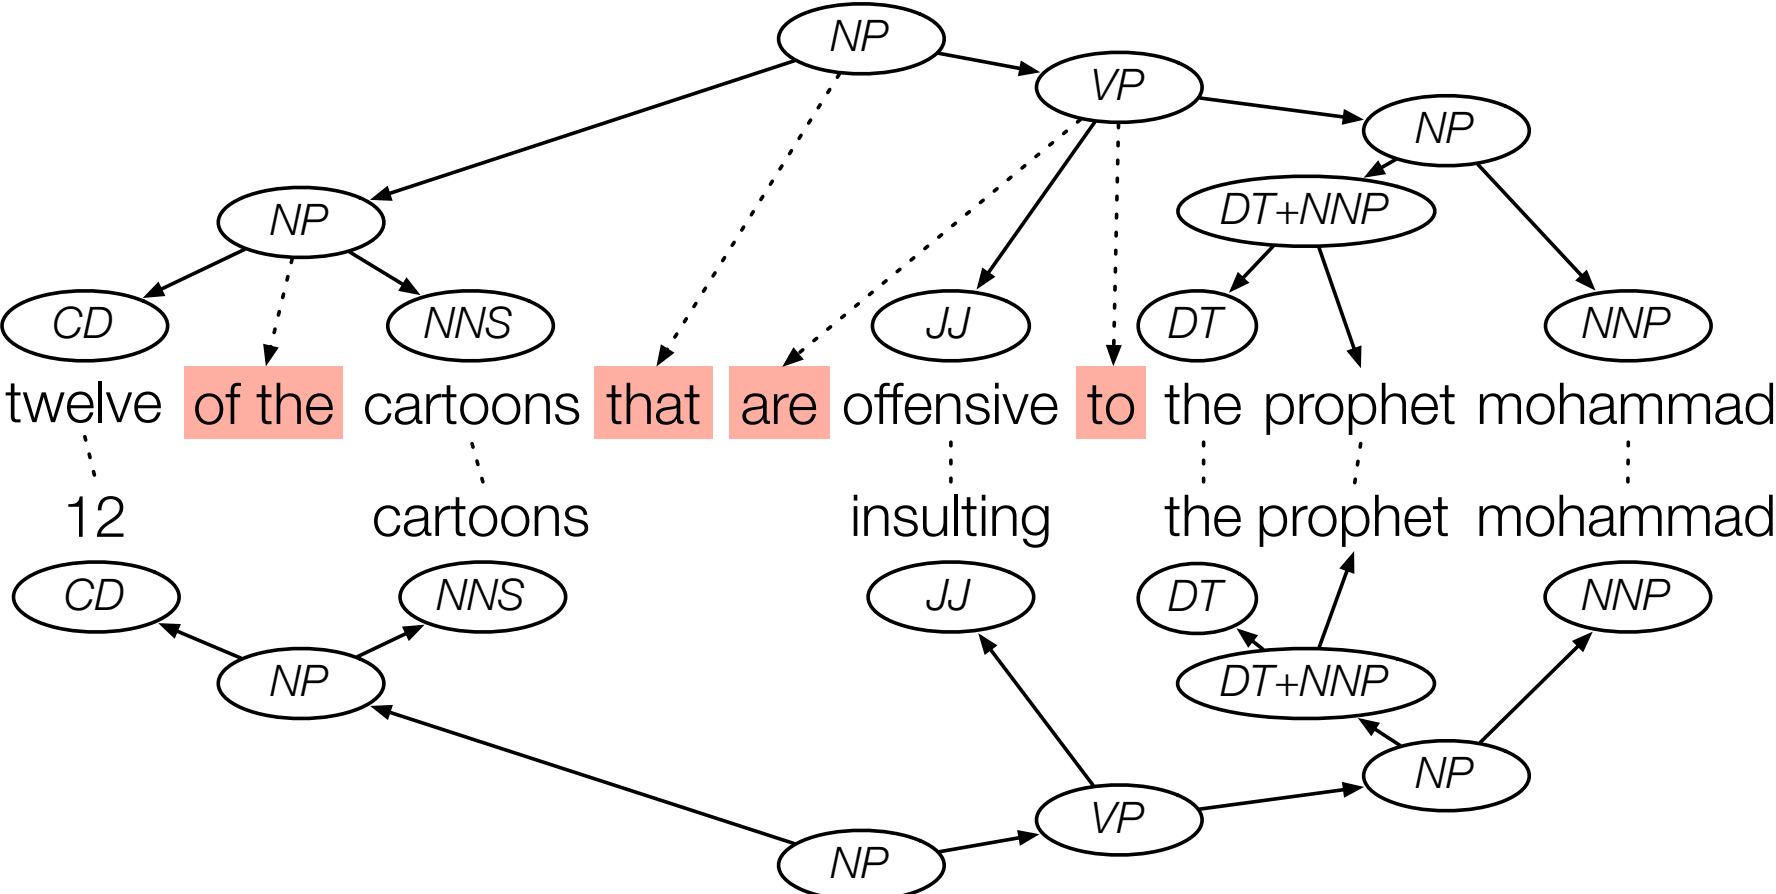 NP
VP
NP
NP DT+NNP
CD NNS JJ DT NNP
twelve of the cartoons that are offensive to the prophet mohammad
12 cartoons insulting the prophet mohammad
CD NNS JJ DT NNP
NP DT+NNP
NP
VP
NP